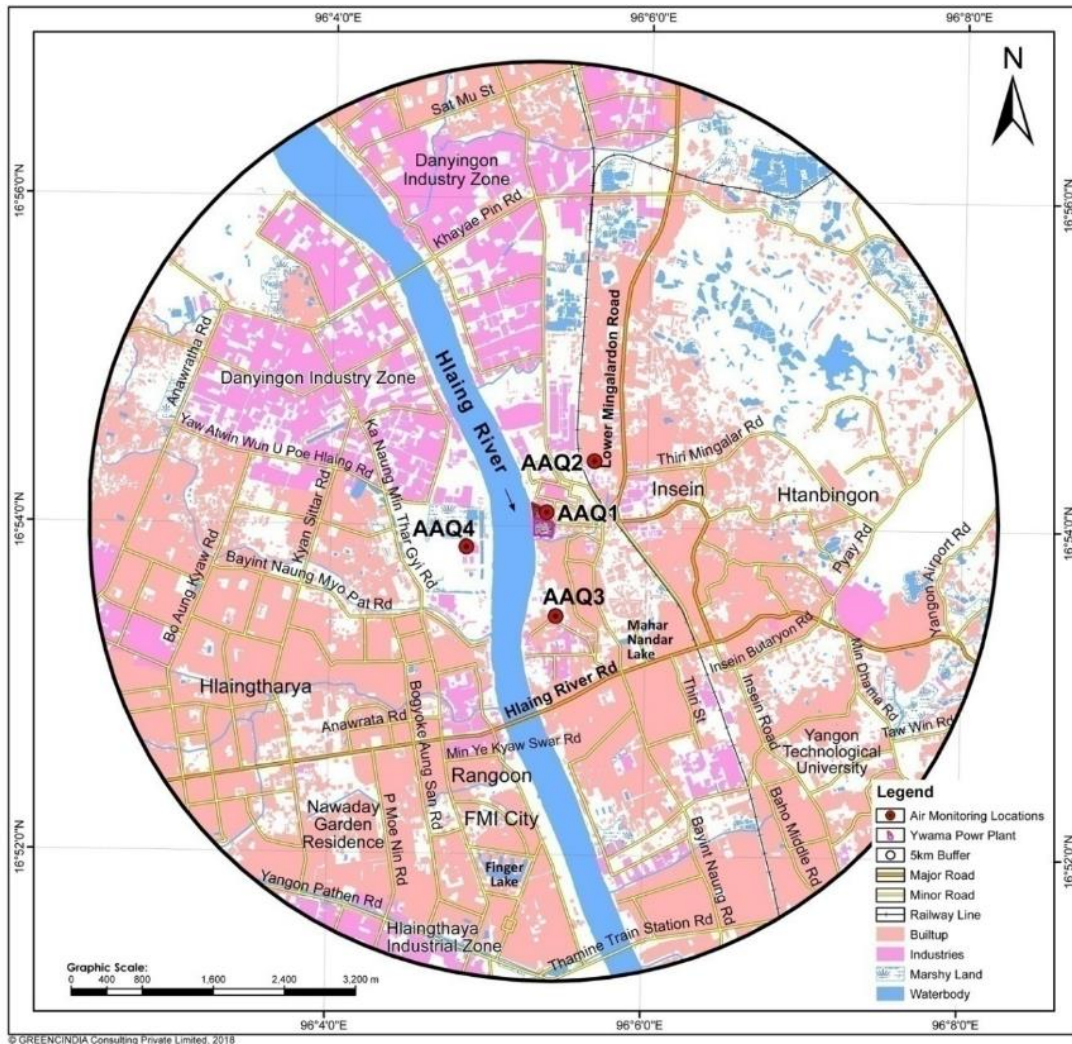 96°4'0"E
96°6'0"E
96°8'0"E
N
Sat Mu St
Danyingon
Industry Zone
16°56'0"N
16°56'0"N
Khayae Pin Rd
Anawratha Rd
Hlaing River
Lower Mingalardon Road
Danyingon Industry Zone
Yaw Atwin Wun U Poe Hlaing Rd
Ka Naung Min Thar Gyi Rd
Thiri Mingalar Rd
AAQ2
Insein
Htanbingon
Kyan Sittar Rd
AAQ1
16°54'0"N
16°54'0"N
AAQ4
Pyay Rd
Yangon Airport Rd
Bo Aung Kyaw Rd
Bayint Naung Myo Pat Rd
AAQ3
Mahar
Nandar
Lake
Insein Butaryon Rd
Min Dhama Rd
Hlaingtharya
Hlaing River Rd
Thiri St
Insein Road
Bogyoke Aung San Rd
Anawrata Rd
Taw Win Rd
Min Ye Kyaw Swar Rd
Yangon
Technological
University
Rangoon
Nawaday
Garden
Residence
P Moe Nin Rd
FMI City
Baho Middle Rd
Bayint Naung Rd
16°52'0"N
16°52'0"N
Finger
Lake
Yangon Pathen Rd
Hlaingthaya
Industrial Zone
Thamine Train Station Rd
Legend
Air Monitoring Locations
Ywama Powr Plant
5km Buffer
Major Road
Minor Road
Railway Line
Builtup
Industries
Marshy Land
Waterbody
Graphic Scale:
0 400 800 1,600 2,400 3,200 m
96°4'0"E
96°6'0"E
96°8'0"E
© GREENCINDIA Consulting Private Limited, 2018